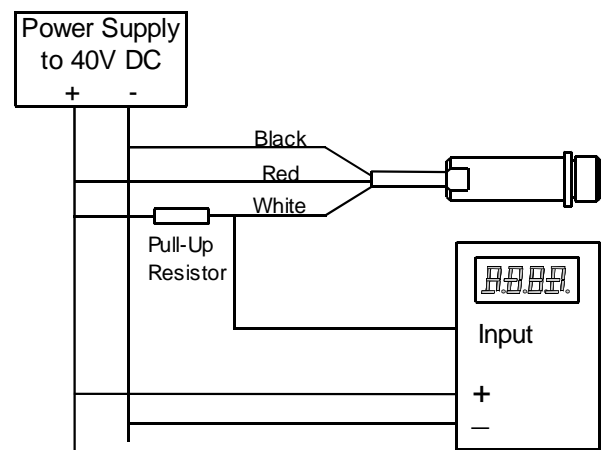 Power Supply
to 40V DC
+ -
Black
Red
White
Pull-Up
Resistor
Input
+
–